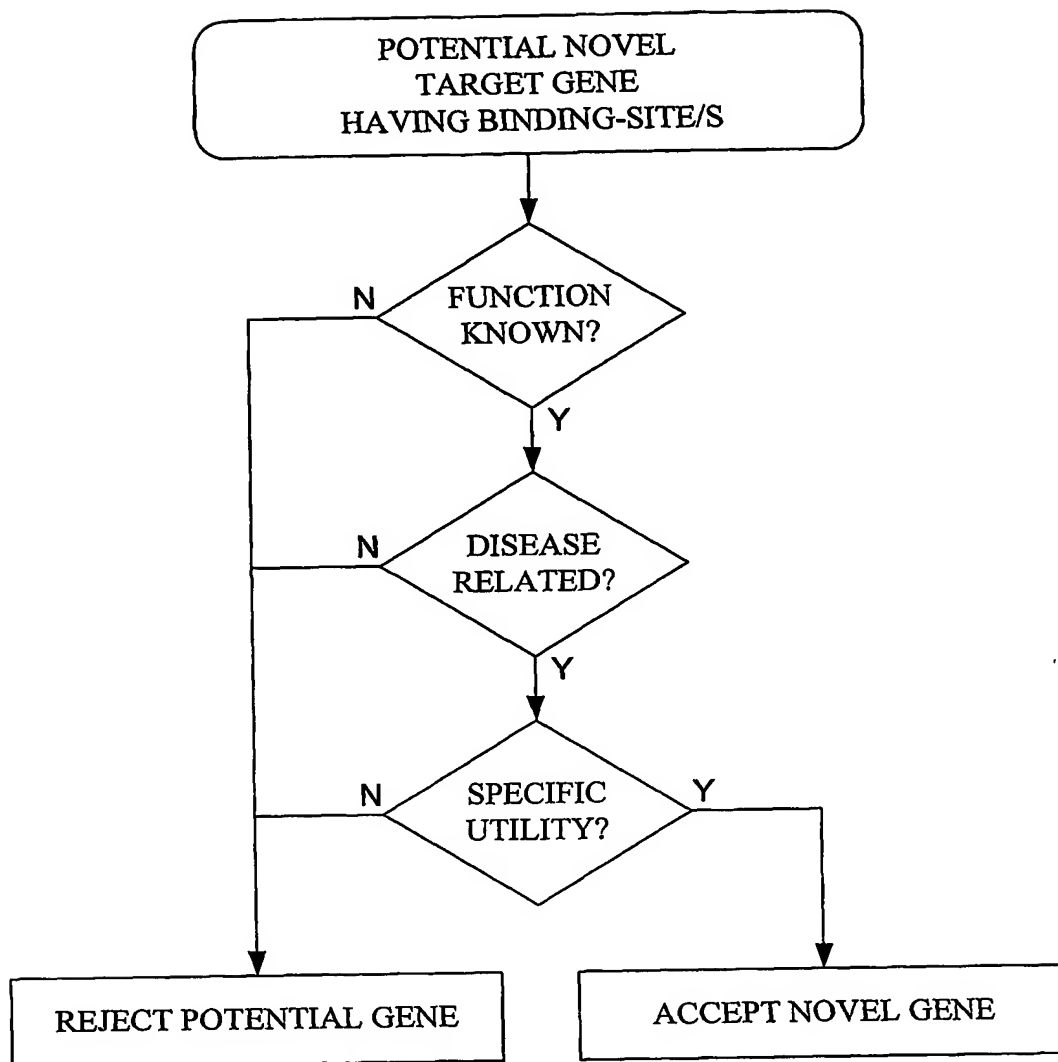 POTENTIAL NOVEL
TARGET GENE
HAVING BINDING-SITE/S
N
FUNCTION
KNOWN?
Y
N
DISEASE
RELATED?
Y
N
SPECIFIC
UTILITY?
Y
REJECT POTENTIAL GENE
ACCEPT NOVEL GENE